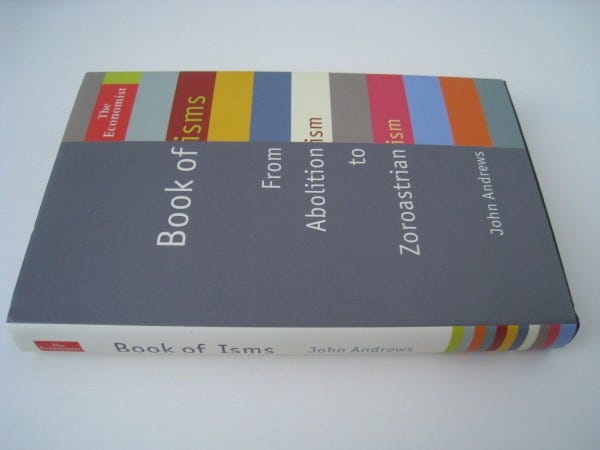 The
Economist
Book of isms
From
Abolitionism
to
Zoroastrianism
John Andrews
The
Economist
Book of Isms
John Andrews